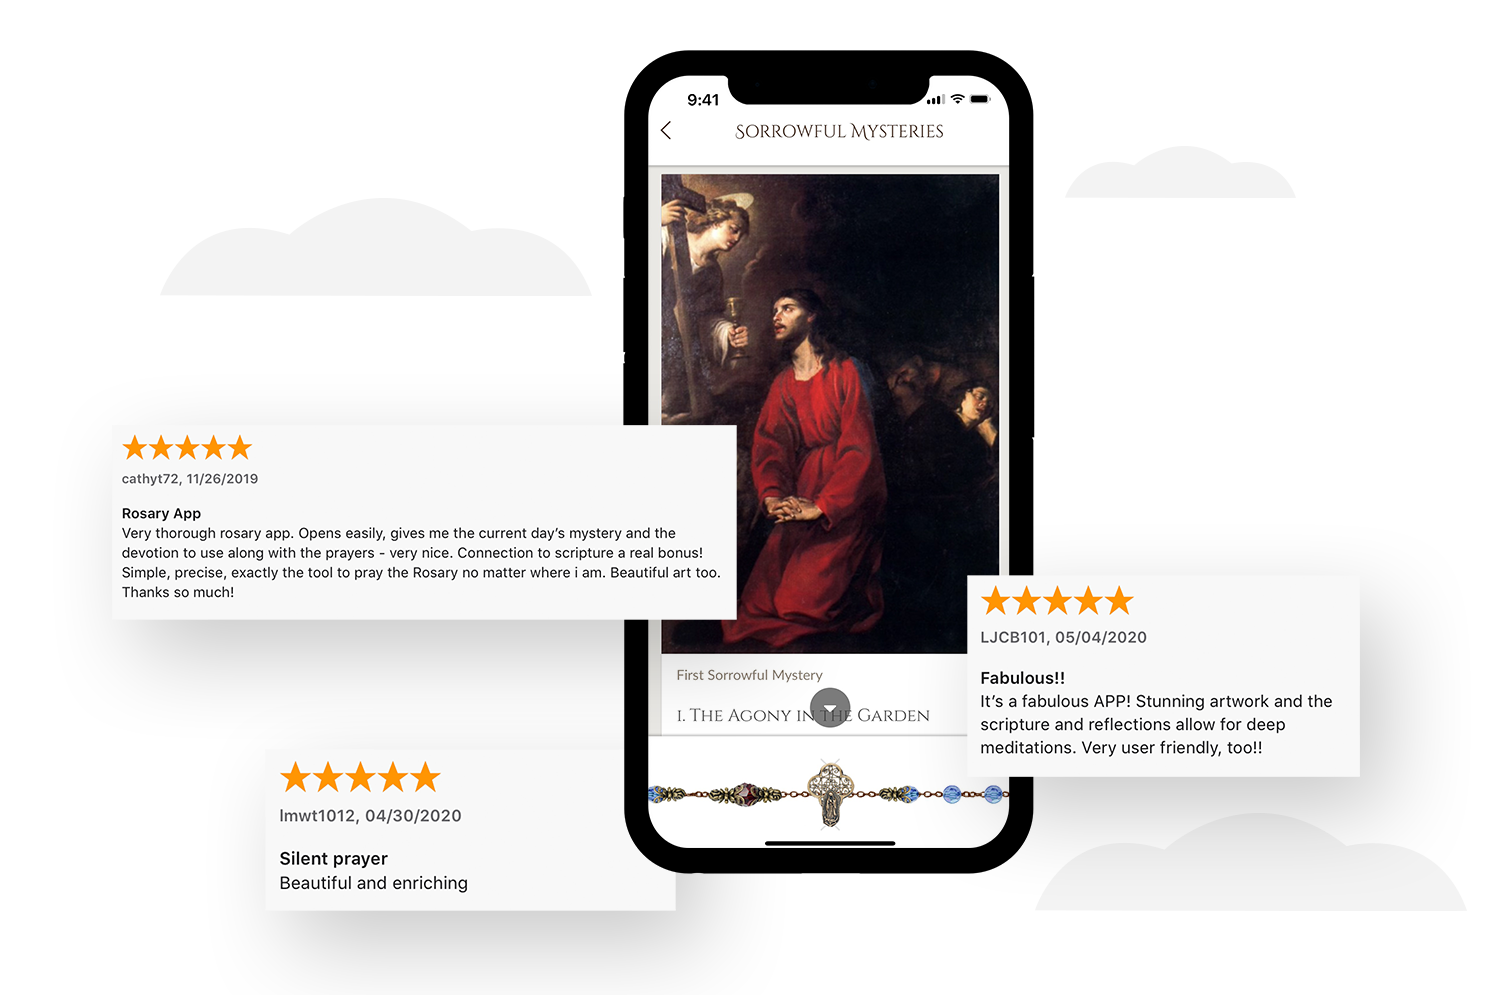 9:41
Sorrowful Mysteries
cathyt72, 11/26/2019
Rosary App
Very thorough rosary app. Opens easily, gives me the current day's mystery and the
devotion to use along with the prayers - very nice. Connection to scripture a real bonus!
Simple, precise, exactly the tool to pray the Rosary no matter where i am. Beautiful art too.
Thanks so much!
LJCB101, 05/04/2020
Fabulous!!
It's a fabulous APP! Stunning artwork and the
scripture and reflections allow for deep
meditations. Very user friendly, too!!
First Sorrowful Mystery
1. The Agony in the Garden
lmwt1012, 04/30/2020
Silent prayer
Beautiful and enriching